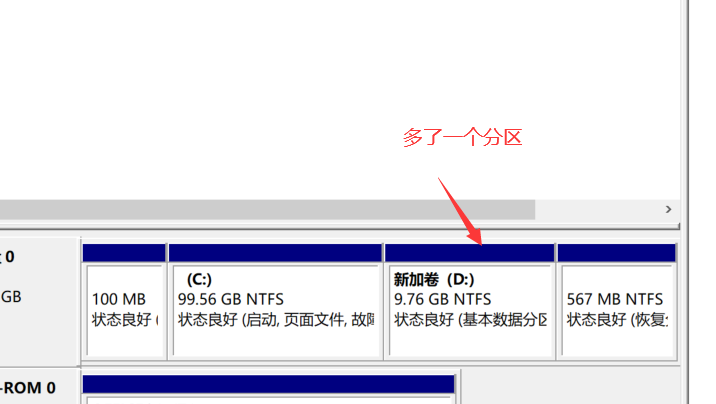 多了一个分区
0
GB
100 MB
状态良好 (
(C:)
99.56 GB NTFS
状态良好 (启动, 页面文件, 故障
新加卷 (D:)
9.76 GB NTFS
状态良好 (基本数据分区
567 MB NTFS
状态良好 (恢复分
-ROM 0